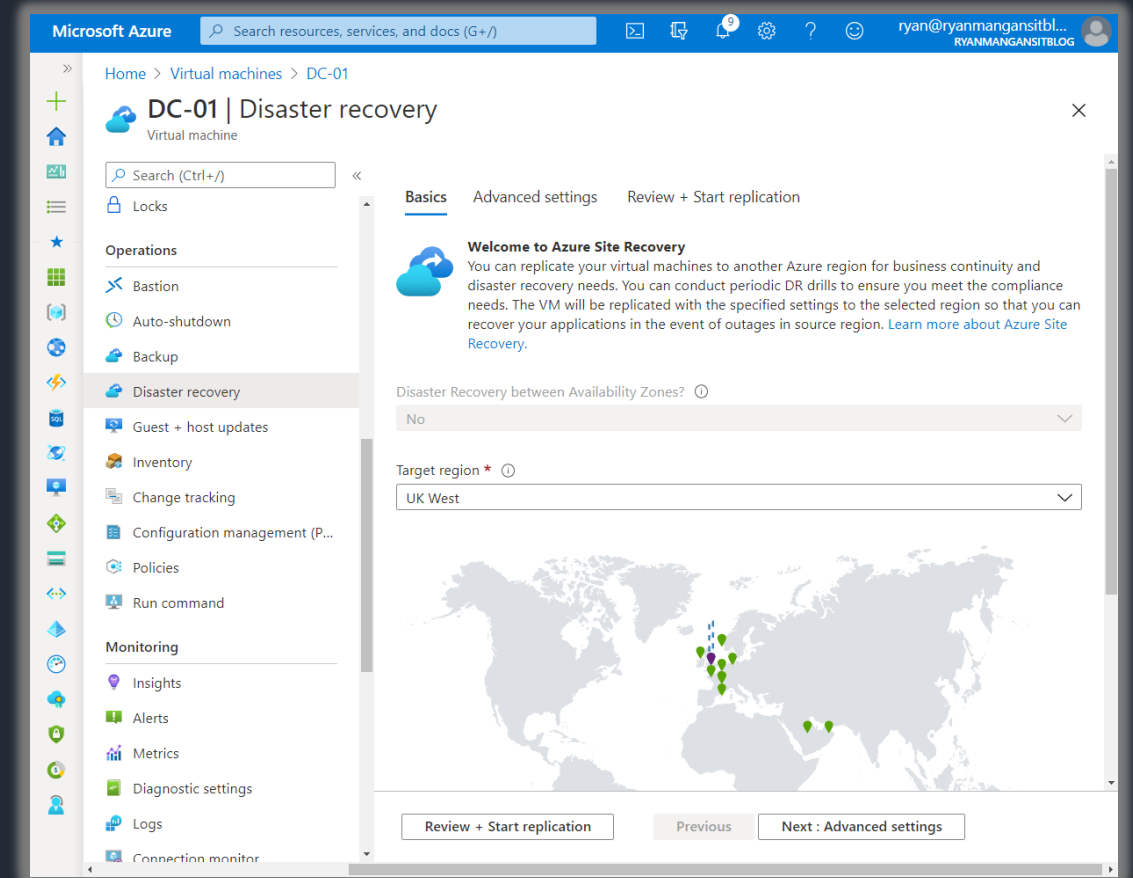 Microsoft Azure
Search resources, services, and docs (G+/)
9
ryan@ryanmangansitbl...
RYANMANGANSITBLOG
Home > Virtual machines > DC-01
DC-01 | Disaster recovery
Virtual machine
Search (Ctrl+/)
Locks
Operations
Bastion
Auto-shutdown
Backup
Disaster recovery
Guest + host updates
Inventory
Change tracking
Configuration management (P...
Policies
Run command
Monitoring
Insights
Alerts
Metrics
Diagnostic settings
Logs
Connection monitor
Basics Advanced settings Review + Start replication
Welcome to Azure Site Recovery
You can replicate your virtual machines to another Azure region for business continuity and
disaster recovery needs. You can conduct periodic DR drills to ensure you meet the compliance
needs. The VM will be replicated with the specified settings to the selected region so that you can
recover your applications in the event of outages in source region. Learn more about Azure Site
Recovery.
Disaster Recovery between Availability Zones?
No
Target region *
UK West
Review + Start replication Previous Next : Advanced settings